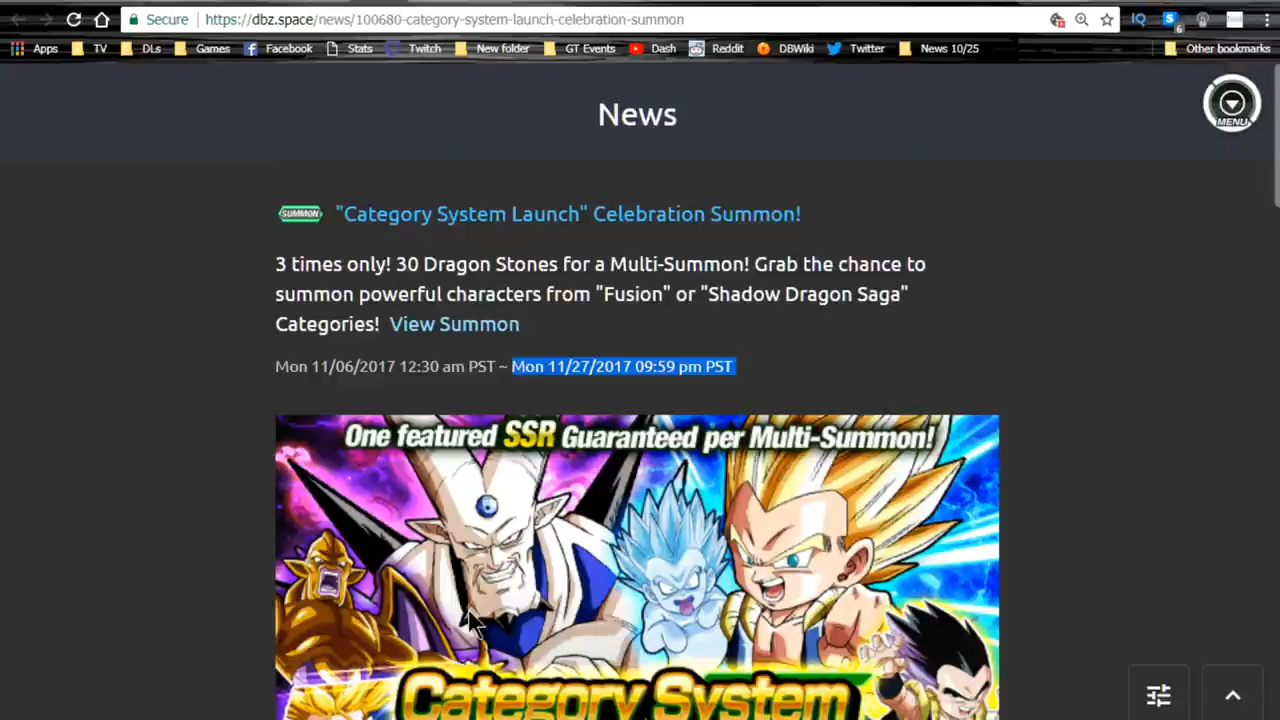 Secure
https://dbz.space/news/100680-category-system-launch-celebration-summon
IQ
S
6
Apps TV DLs Games Facebook Stats Twitch New folder GT Events Dash Reddit DBWiki Twitter News 10/25 Other bookmarks
News
MENU
SUMMON "Category System Launch" Celebration Summon!
3 times only! 30 Dragon Stones for a Multi-Summon! Grab the chance to
summon powerful characters from "Fusion" or "Shadow Dragon Saga"
Categories! View Summon
Mon 11/06/2017 12:30 am PST ~ Mon 11/27/2017 09:59 pm PST
One featured SSR Guaranteed per Multi-Summon!
Category System